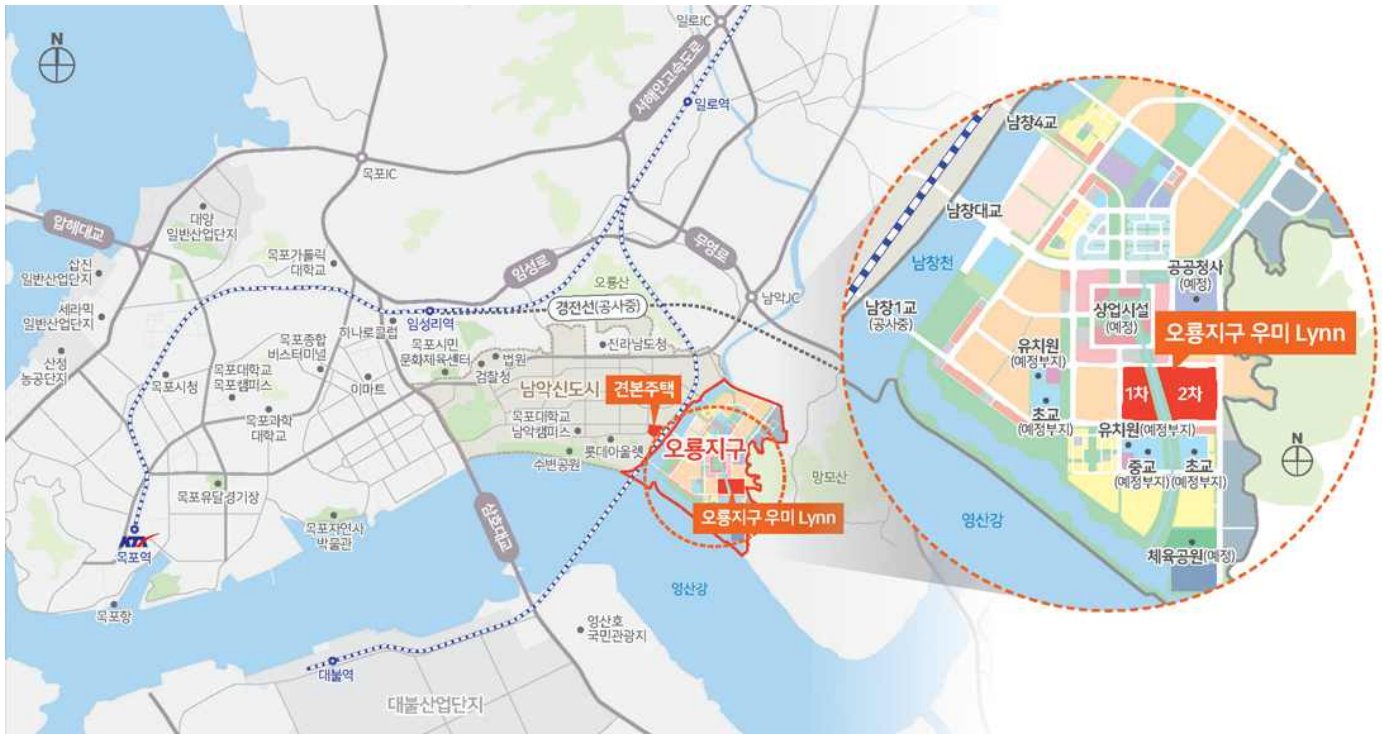 N
일로IC
서해안고속도로
일로역
목포IC
압해대교
대양
일반산업단지
삽진
일반산업단지
목포가톨릭
대학교
임성로
무영로
오룡산
세라믹
일반산업단지
임성리역
경전선(공사중)
남악JC
산정
농공단지
하나로클럽
목포종합
버스터미널
목포시민
문화체육센터
법원
검찰청
전라남도청
목포시청
목포대학교
목포캠퍼스
이마트
남악신도시
견본주택
목포과학
대학교
목포대학교
남악캠퍼스
롯데아울렛
수변공원
오룡지구
망모산
오룡지구 우미 Lynn
목포유달경기장
목포자연사
박물관
삼호대교
KTX
목포역
목포항
영산강
영산호
국민관광지
대불역
대불산업단지
남창4교
남창대교
남창천
공공청사
(예정)
남창1교
(공사중)
상업시설
(예정)
오룡지구 우미 Lynn
유치원
(예정부지)
1차
2차
초교
(예정부지)
유치원(예정부지)
중교
(예정부지)
초교
(예정부지)
N
영산강
체육공원(예정)